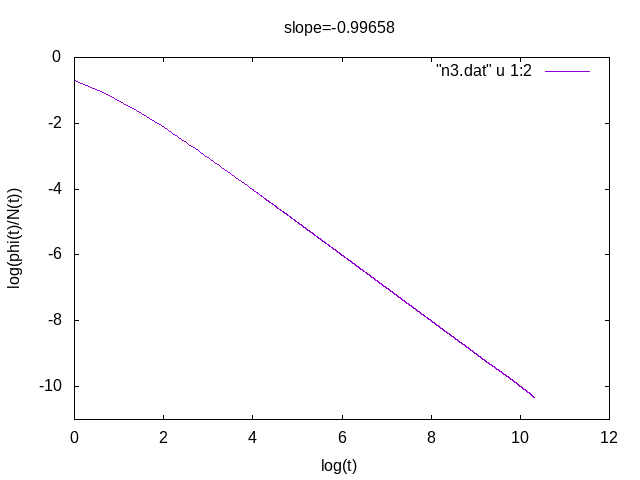 slope=-0.99658
"n3.dat" u 1:2
0
-2
-4
-6
-8
-10
log(phi(t)/N(t))
0 2 4 6 8 10 12
log(t)